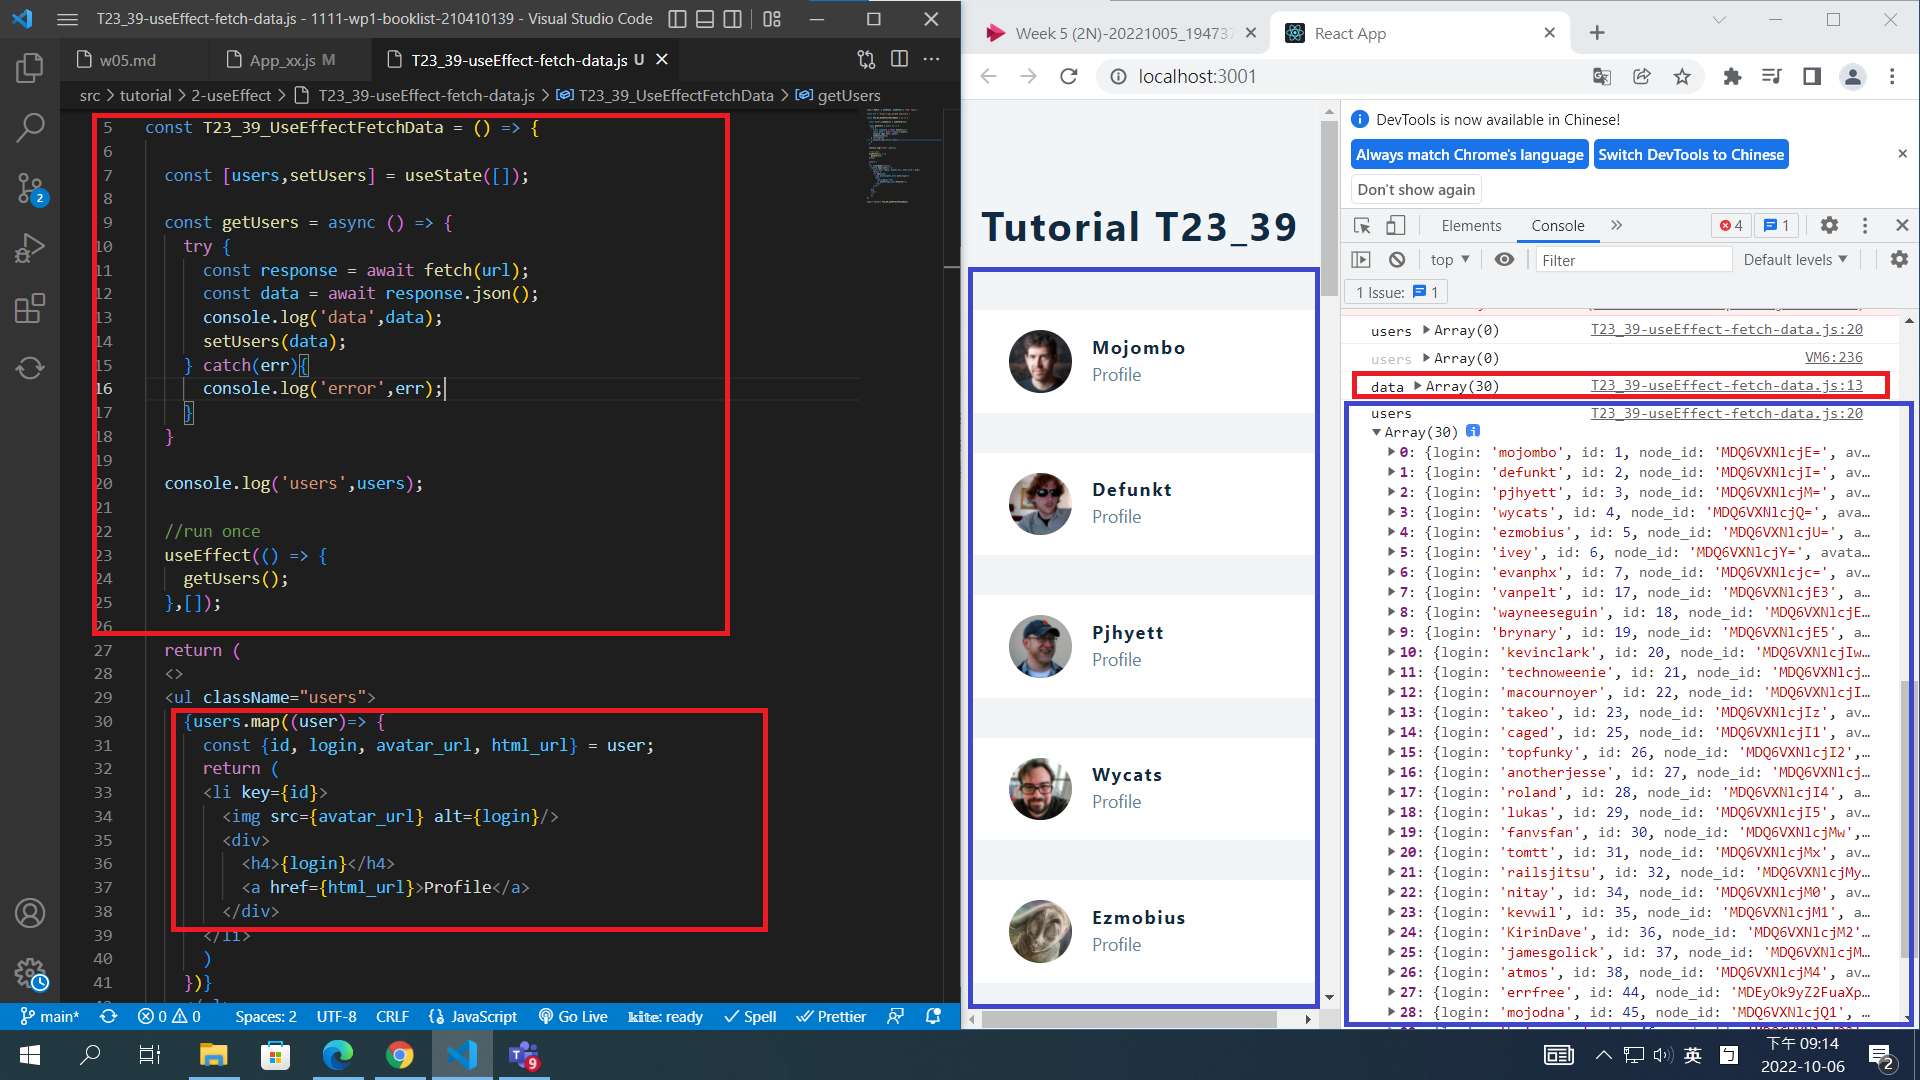 T23_39-useEffect-fetch-data.js - 1111-wp1-booklist-210410139 - Visual Studio Code
w05.md
App_xx.js M
T23_39-useEffect-fetch-data.js U
src > tutorial > 2-useEffect > T23_39-useEffect-fetch-data.js > T23_39_UseEffectFetchData > getUsers
5 const T23_39_UseEffectFetchData = () => {
6
7 const [users,setUsers] = useState([]);
8
9 const getUsers = async () => {
10 try {
11 const response = await fetch(url);
12 const data = await response.json();
13 console.log('data',data);
14 setUsers(data);
15 } catch(err){
16 console.log('error',err);
17 }
18 }
19
20 console.log('users',users);
21
22 //run once
23 useEffect(() => {
24 getUsers();
25 },[]);
26
27 return (
28 <>
29 <ul className="users">
30 {users.map((user)=> {
31 const {id, login, avatar_url, html_url} = user;
32 return (
33 <li key={id}>
34 <img src={avatar_url} alt={login}/>
35 <div>
36 <h4>{login}</h4>
37 <a href={html_url}>Profile</a>
38 </div>
39 </li>
40 )
41 })}
2
main*
0 0
Spaces: 2
UTF-8
CRLF
JavaScript
Go Live
kite: ready
Spell
Prettier
Week 5 (2N)-20221005_194737
React App
localhost:3001
Tutorial T23_39
Mojombo
Profile
Defunkt
Profile
Pjhyett
Profile
Wycats
Profile
Ezmobius
Profile
DevTools is now available in Chinese!
Always match Chrome's language
Switch DevTools to Chinese
Don't show again
Elements
Console
4
1
top
Filter
Default levels
1 Issue: 1
users Array(0) T23_39-useEffect-fetch-data.js:20
users Array(0) VM6:236
data Array(30) T23_39-useEffect-fetch-data.js:13
users T23_39-useEffect-fetch-data.js:20
Array(30)
0: {login: 'mojombo', id: 1, node_id: 'MDQ6VXNlcjE=', av…
1: {login: 'defunkt', id: 2, node_id: 'MDQ6VXNlcjI=', av…
2: {login: 'pjhyett', id: 3, node_id: 'MDQ6VXNlcjM=', av…
3: {login: 'wycats', id: 4, node_id: 'MDQ6VXNlcjQ=', ava…
4: {login: 'ezmobius', id: 5, node_id: 'MDQ6VXNlcjU=', a…
5: {login: 'ivey', id: 6, node_id: 'MDQ6VXNlcjY=', avata…
6: {login: 'evanphx', id: 7, node_id: 'MDQ6VXNlcjc=', av…
7: {login: 'vanpelt', id: 17, node_id: 'MDQ6VXNlcjE3', a…
8: {login: 'wayneeseguin', id: 18, node_id: 'MDQ6VXNlcjE…
9: {login: 'brynary', id: 19, node_id: 'MDQ6VXNlcjE5', a…
10: {login: 'kevinclark', id: 20, node_id: 'MDQ6VXNlcjIw…
11: {login: 'technoweenie', id: 21, node_id: 'MDQ6VXNlcj…
12: {login: 'macournoyer', id: 22, node_id: 'MDQ6VXNlcjI…
13: {login: 'takeo', id: 23, node_id: 'MDQ6VXNlcjIz', av…
14: {login: 'caged', id: 25, node_id: 'MDQ6VXNlcjI1', av…
15: {login: 'topfunky', id: 26, node_id: 'MDQ6VXNlcjI2',…
16: {login: 'anotherjesse', id: 27, node_id: 'MDQ6VXNlcj…
17: {login: 'roland', id: 28, node_id: 'MDQ6VXNlcjI4', a…
18: {login: 'lukas', id: 29, node_id: 'MDQ6VXNlcjI5', av…
19: {login: 'fanvsfan', id: 30, node_id: 'MDQ6VXNlcjMw',…
20: {login: 'tomtt', id: 31, node_id: 'MDQ6VXNlcjMx', av…
21: {login: 'railsjitsu', id: 32, node_id: 'MDQ6VXNlcjMy…
22: {login: 'nitay', id: 34, node_id: 'MDQ6VXNlcjM0', av…
23: {login: 'kevwil', id: 35, node_id: 'MDQ6VXNlcjM1', a…
24: {login: 'KirinDave', id: 36, node_id: 'MDQ6VXNlcjM2'…
25: {login: 'jamesgolick', id: 37, node_id: 'MDQ6VXNlcjM…
26: {login: 'atmos', id: 38, node_id: 'MDQ6VXNlcjM4', av…
27: {login: 'errfree', id: 44, node_id: 'MDEyOk9yZ2FuaXp…
28: {login: 'mojodna', id: 45, node_id: 'MDQ6VXNlcjQ1', …
9
英
下午 09:14
2022-10-06
2